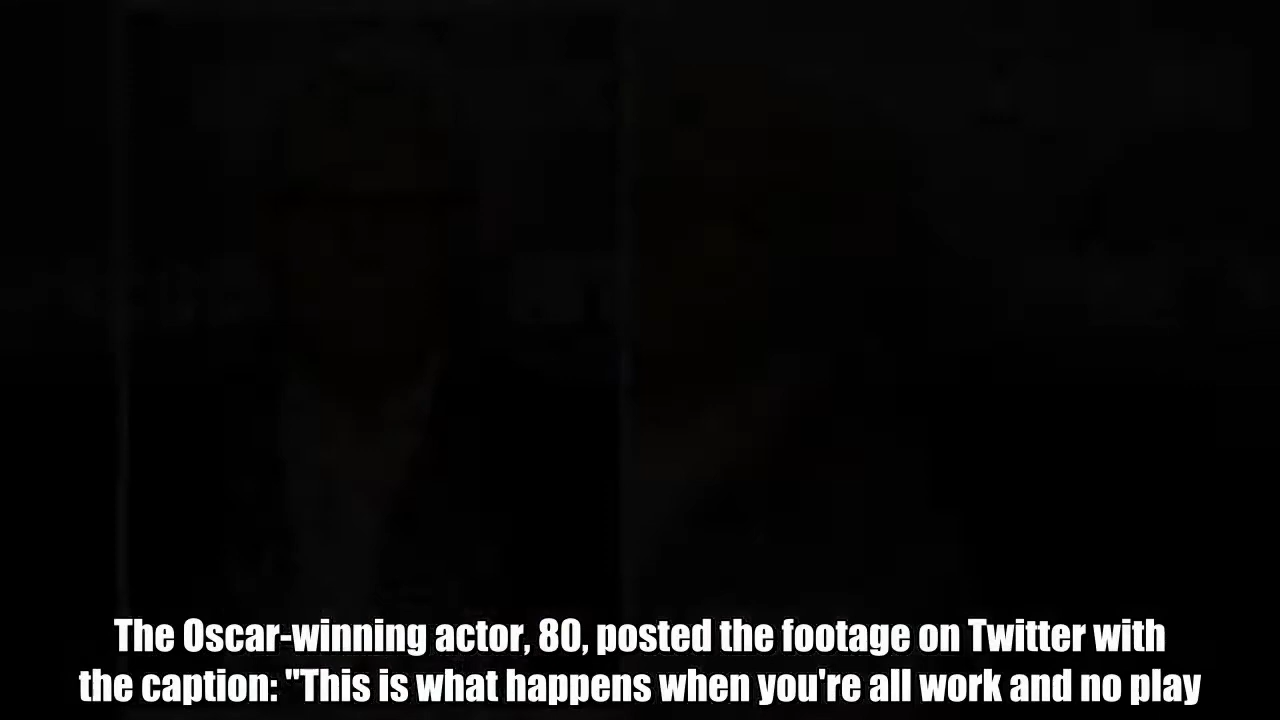 The Oscar-winning actor, 80, posted the footage on Twitter with
the caption: "This is what happens when you're all work and no play